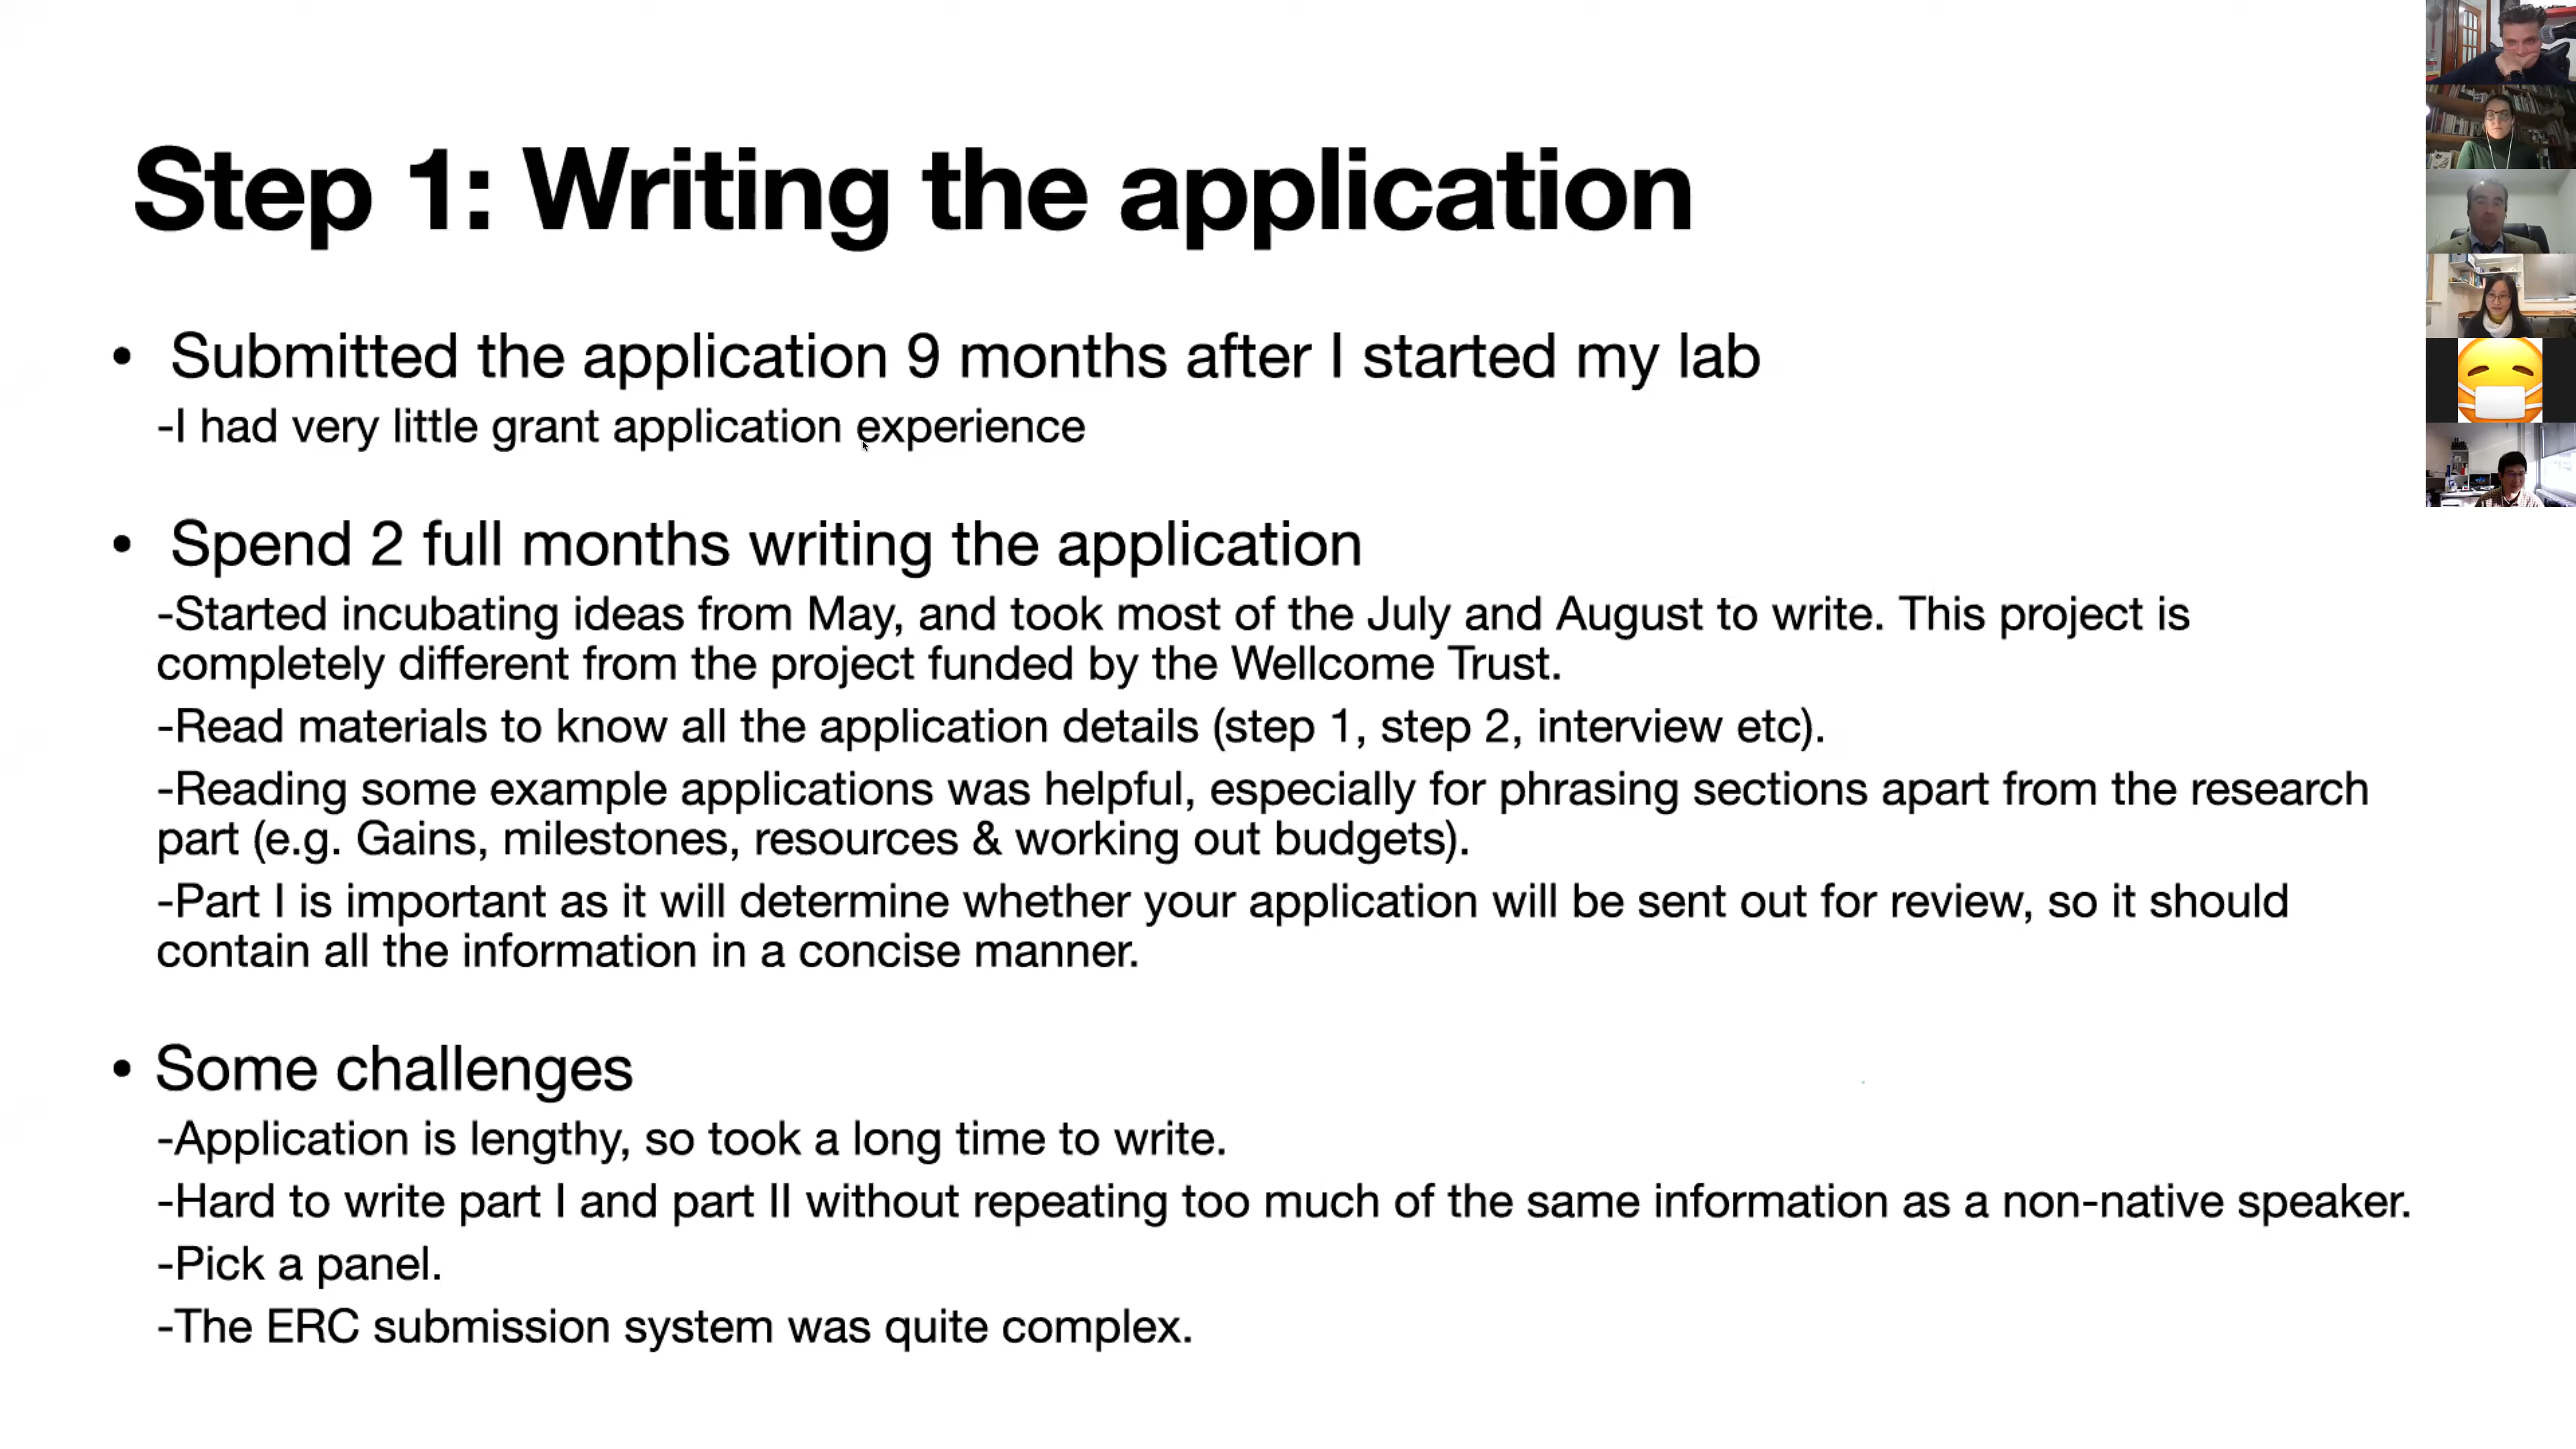 Step 1: Writing the application
• Submitted the application 9 months after I started my lab
-I had very little grant application experience
• Spend 2 full months writing the application
-Started incubating ideas from May, and took most of the July and August to write. This project is
completely different from the project funded by the Wellcome Trust.
-Read materials to know all the application details (step 1, step 2, interview etc).
-Reading some example applications was helpful, especially for phrasing sections apart from the research
part (e.g. Gains, milestones, resources & working out budgets).
-Part I is important as it will determine whether your application will be sent out for review, so it should
contain all the information in a concise manner.
• Some challenges
-Application is lengthy, so took a long time to write.
-Hard to write part I and part II without repeating too much of the same information as a non-native speaker.
-Pick a panel.
-The ERC submission system was quite complex.